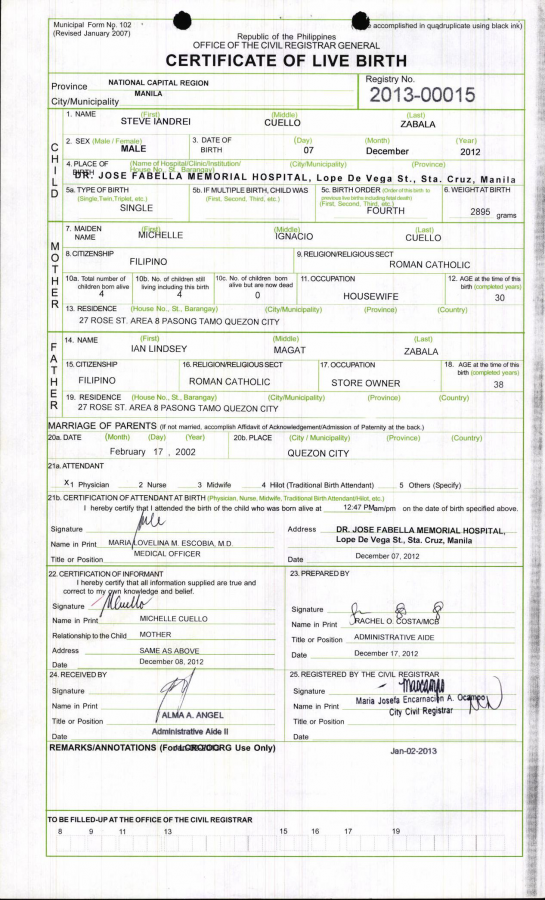 Municipal Form No. 102
(Revised January 2007)
accomplished in quadruplicate using black ink)
Republic of the Philippines
OFFICE OF THE CIVIL REGISTRAR GENERAL
CERTIFICATE OF LIVE BIRTH
Province NATIONAL CAPITAL REGION
MANILA
City/Municipality
Registry No.
2013-00015
CHILD
1. NAME (First) (Middle) (Last)
STEVE IANDREI CUELLO ZABALA
2. SEX (Male / Female) 3. DATE OF BIRTH (Day) (Month) (Year)
MALE 07 December 2012
4. PLACE OF BIRTH (Name of Hospital/Clinic/Institution/ House No., St., Barangay) (City/Municipality) (Province)
DR. JOSE FABELLA MEMORIAL HOSPITAL, Lope De Vega St., Sta. Cruz, Manila
5a. TYPE OF BIRTH (Single,Twin,Triplet, etc.) 5b. IF MULTIPLE BIRTH, CHILD WAS (First, Second, Third, etc.) 5c. BIRTH ORDER (Order of this birth to previous live births including fetal death) (First, Second, Third, etc.) 6. WEIGHT AT BIRTH
SINGLE FOURTH 2895 grams
MOTHER
7. MAIDEN NAME (First) (Middle) (Last)
MICHELLE IGNACIO CUELLO
8. CITIZENSHIP 9. RELIGION/RELIGIOUS SECT
FILIPINO ROMAN CATHOLIC
10a. Total number of children born alive 10b. No. of children still living including this birth 10c. No. of children born alive but are now dead 11. OCCUPATION 12. AGE at the time of this birth (completed years)
4 4 0 HOUSEWIFE 30
13. RESIDENCE (House No., St., Barangay) (City/Municipality) (Province) (Country)
27 ROSE ST. AREA 8 PASONG TAMO QUEZON CITY
FATHER
14. NAME (First) (Middle) (Last)
IAN LINDSEY MAGAT ZABALA
15. CITIZENSHIP 16. RELIGION/RELIGIOUS SECT 17. OCCUPATION 18. AGE at the time of this birth (completed years)
FILIPINO ROMAN CATHOLIC STORE OWNER 38
19. RESIDENCE (House No., St., Barangay) (City/Municipality) (Province) (Country)
27 ROSE ST. AREA 8 PASONG TAMO QUEZON CITY
MARRIAGE OF PARENTS (If not married, accomplish Affidavit of Acknowledgement/Admission of Paternity at the back.)
20a. DATE (Month) (Day) (Year) 20b. PLACE (City / Municipality) (Province) (Country)
February 17 , 2002 QUEZON CITY
21a. ATTENDANT
X 1 Physician 2 Nurse 3 Midwife 4 Hilot (Traditional Birth Attendant) 5 Others (Specify)
21b. CERTIFICATION OF ATTENDANT AT BIRTH (Physician, Nurse, Midwife, Traditional Birth Attendant/Hilot, etc.)
I hereby certify that I attended the birth of the child who was born alive at 12:47 PM am/pm on the date of birth specified above.
Signature Address DR. JOSE FABELLA MEMORIAL HOSPITAL,
Lope De Vega St., Sta. Cruz, Manila
Name in Print MARIA LOVELINA M. ESCOBIA, M.D.
Title or Position MEDICAL OFFICER Date December 07, 2012
22. CERTIFICATION OF INFORMANT
I hereby certify that all information supplied are true and
correct to my own knowledge and belief.
Signature MCuello
Name in Print MICHELLE CUELLO
Relationship to the Child MOTHER
Address SAME AS ABOVE
Date December 08, 2012
23. PREPARED BY
Signature
Name in Print RACHEL O. COSTA/MCB
Title or Position ADMINISTRATIVE AIDE
Date December 17, 2012
24. RECEIVED BY
Signature
Name in Print ALMA A. ANGEL
Title or Position Administrative Aide II
Date
25. REGISTERED BY THE CIVIL REGISTRAR
Signature
Name in Print Maria Josefa Encarnacion A. Ocampo
Title or Position City Civil Registrar
Date Jan-02-2013
REMARKS/ANNOTATIONS (For LCRO/OCRG Use Only)
TO BE FILLED-UP AT THE OFFICE OF THE CIVIL REGISTRAR
8 9 11 13 15 16 17 19